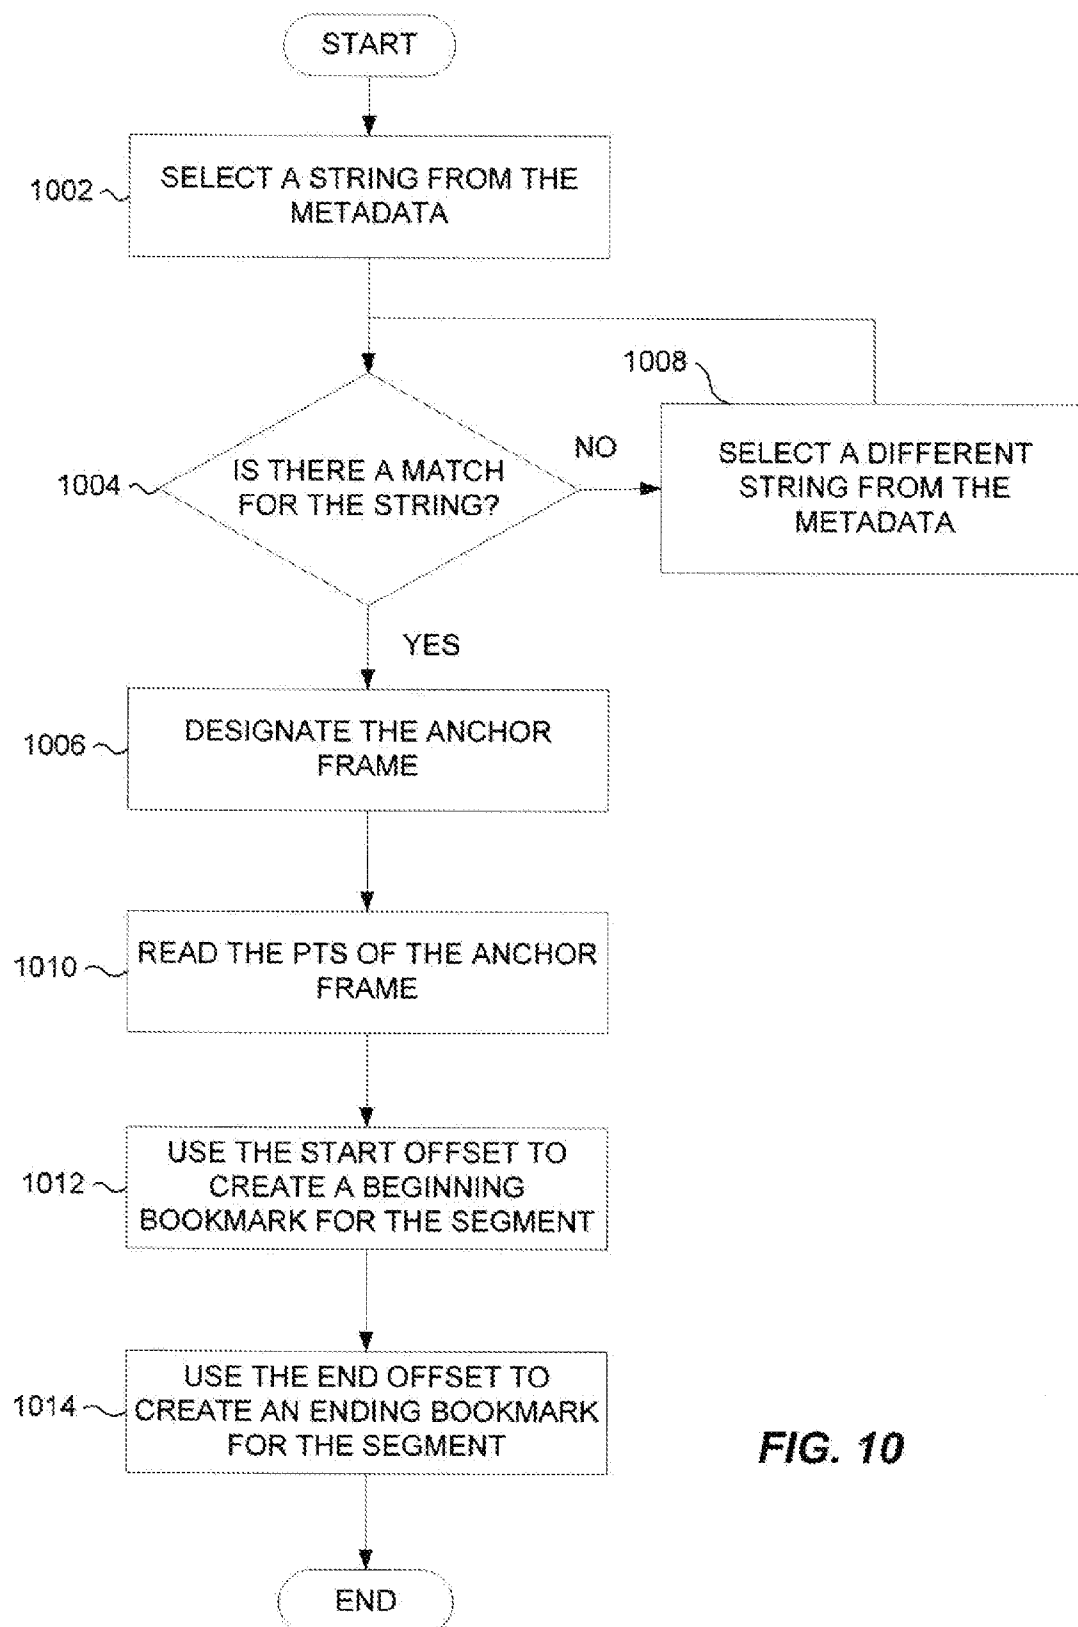 START
1002
SELECT A STRING FROM THE
METADATA
1004
IS THERE A MATCH
FOR THE STRING?
NO
1008
SELECT A DIFFERENT
STRING FROM THE
METADATA
YES
1006
DESIGNATE THE ANCHOR
FRAME
1010
READ THE PTS OF THE ANCHOR
FRAME
1012
USE THE START OFFSET TO
CREATE A BEGINNING
BOOKMARK FOR THE SEGMENT
1014
USE THE END OFFSET TO
CREATE AN ENDING BOOKMARK
FOR THE SEGMENT
FIG. 10
END